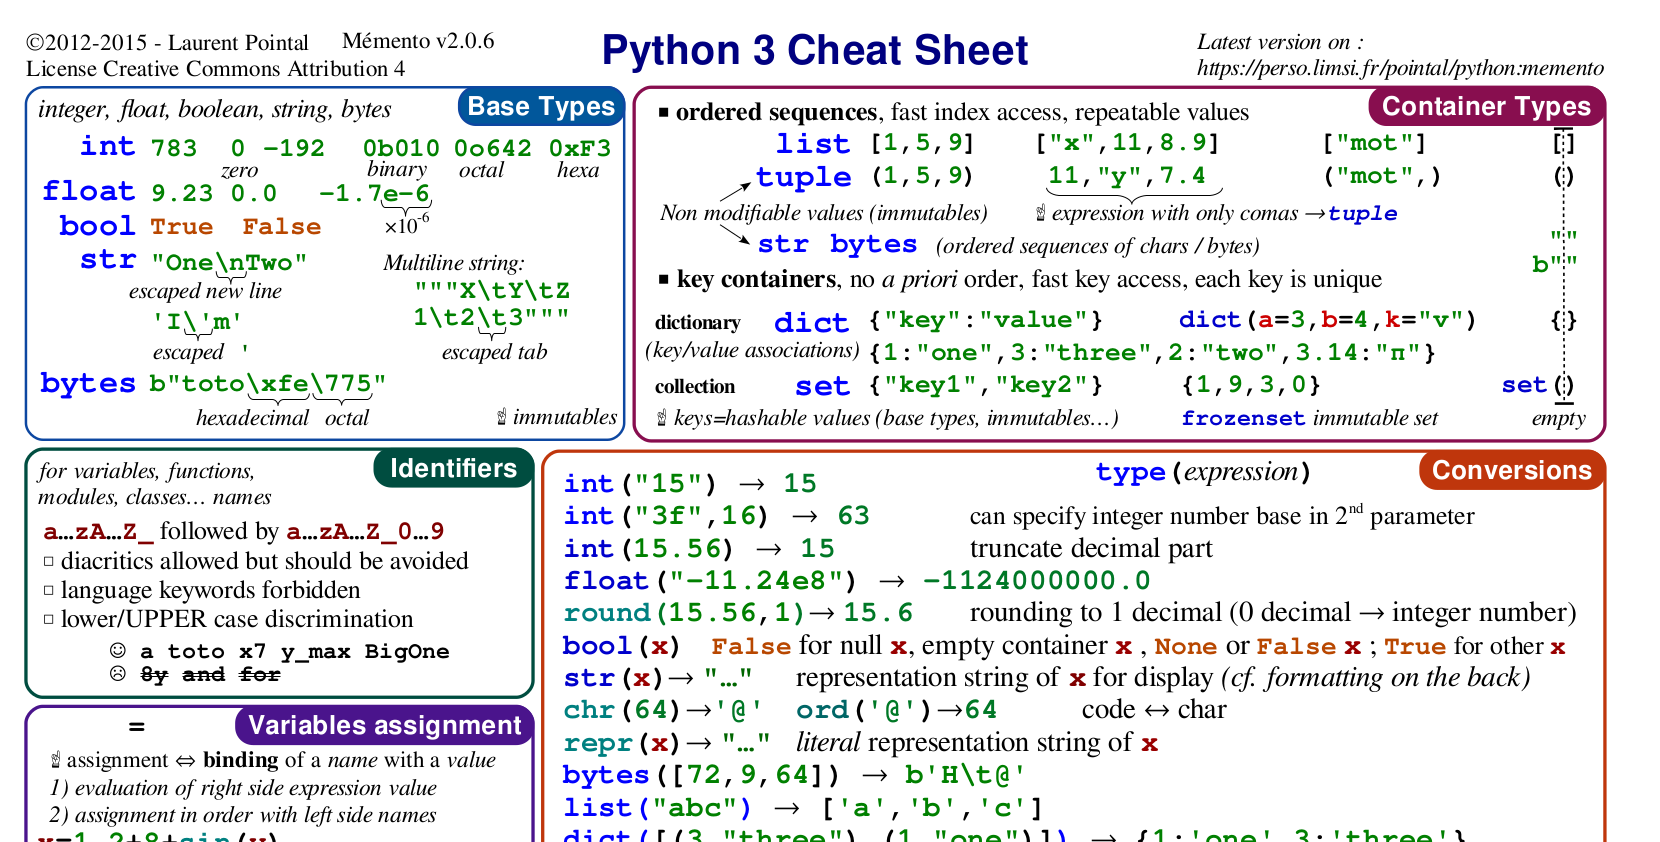 ©2012-2015 - Laurent Pointal Mémento v2.0.6
License Creative Commons Attribution 4
Python 3 Cheat Sheet
Latest version on :
https://perso.limsi.fr/pointal/python:memento
Base Types
integer, float, boolean, string, bytes
int 783 0 -192 0b010 0o642 0xF3
zero binary octal hexa
float 9.23 0.0 -1.7e-6
×10-6
bool True False
str "One\nTwo"
escaped new line
'I\'m'
escaped '
Multiline string:
"""X\tY\tZ
1\t2\t3"""
escaped tab
bytes b"toto\xfe\775"
hexadecimal octal
☝ immutables
Container Types
▪ ordered sequences, fast index access, repeatable values
list [1,5,9] ["x",11,8.9] ["mot"] []
tuple (1,5,9) 11,"y",7.4 ("mot",) ()
Non modifiable values (immutables) ☝ expression with only comas →tuple
""
str bytes (ordered sequences of chars / bytes)
b""
▪ key containers, no a priori order, fast key access, each key is unique
dictionary dict {"key":"value"} dict(a=3,b=4,k="v") {}
(key/value associations) {1:"one",3:"three",2:"two",3.14:"π"}
collection set {"key1","key2"} {1,9,3,0} set()
☝ keys=hashable values (base types, immutables…) frozenset immutable set empty
Identifiers
for variables, functions,
modules, classes… names
a…zA…Z_ followed by a…zA…Z_0…9
□ diacritics allowed but should be avoided
□ language keywords forbidden
□ lower/UPPER case discrimination
☺ a toto x7 y_max BigOne
☹ 8y and for
= Variables assignment
☝ assignment ⇔ binding of a name with a value
1) evaluation of right side expression value
2) assignment in order with left side names
x=1.2+8+sin(y)
Conversions
int("15") → 15 type(expression)
int("3f",16) → 63 can specify integer number base in 2nd parameter
int(15.56) → 15 truncate decimal part
float("-11.24e8") → -1124000000.0
round(15.56,1)→ 15.6 rounding to 1 decimal (0 decimal → integer number)
bool(x) False for null x, empty container x , None or False x ; True for other x
str(x)→ "…" representation string of x for display (cf. formatting on the back)
chr(64)→'@' ord('@')→64 code ↔ char
repr(x)→ "…" literal representation string of x
bytes([72,9,64]) → b'H\t@'
list("abc") → ['a','b','c']
dict([(3,"three"),(1,"one")]) → {1:'one',3:'three'}